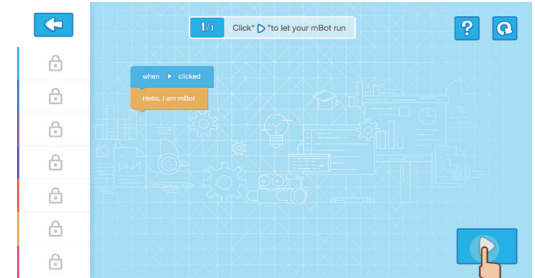 1/1 Click" ▷ "to let your mBot run
?
when ▶ clicked
Hello, I am mBot